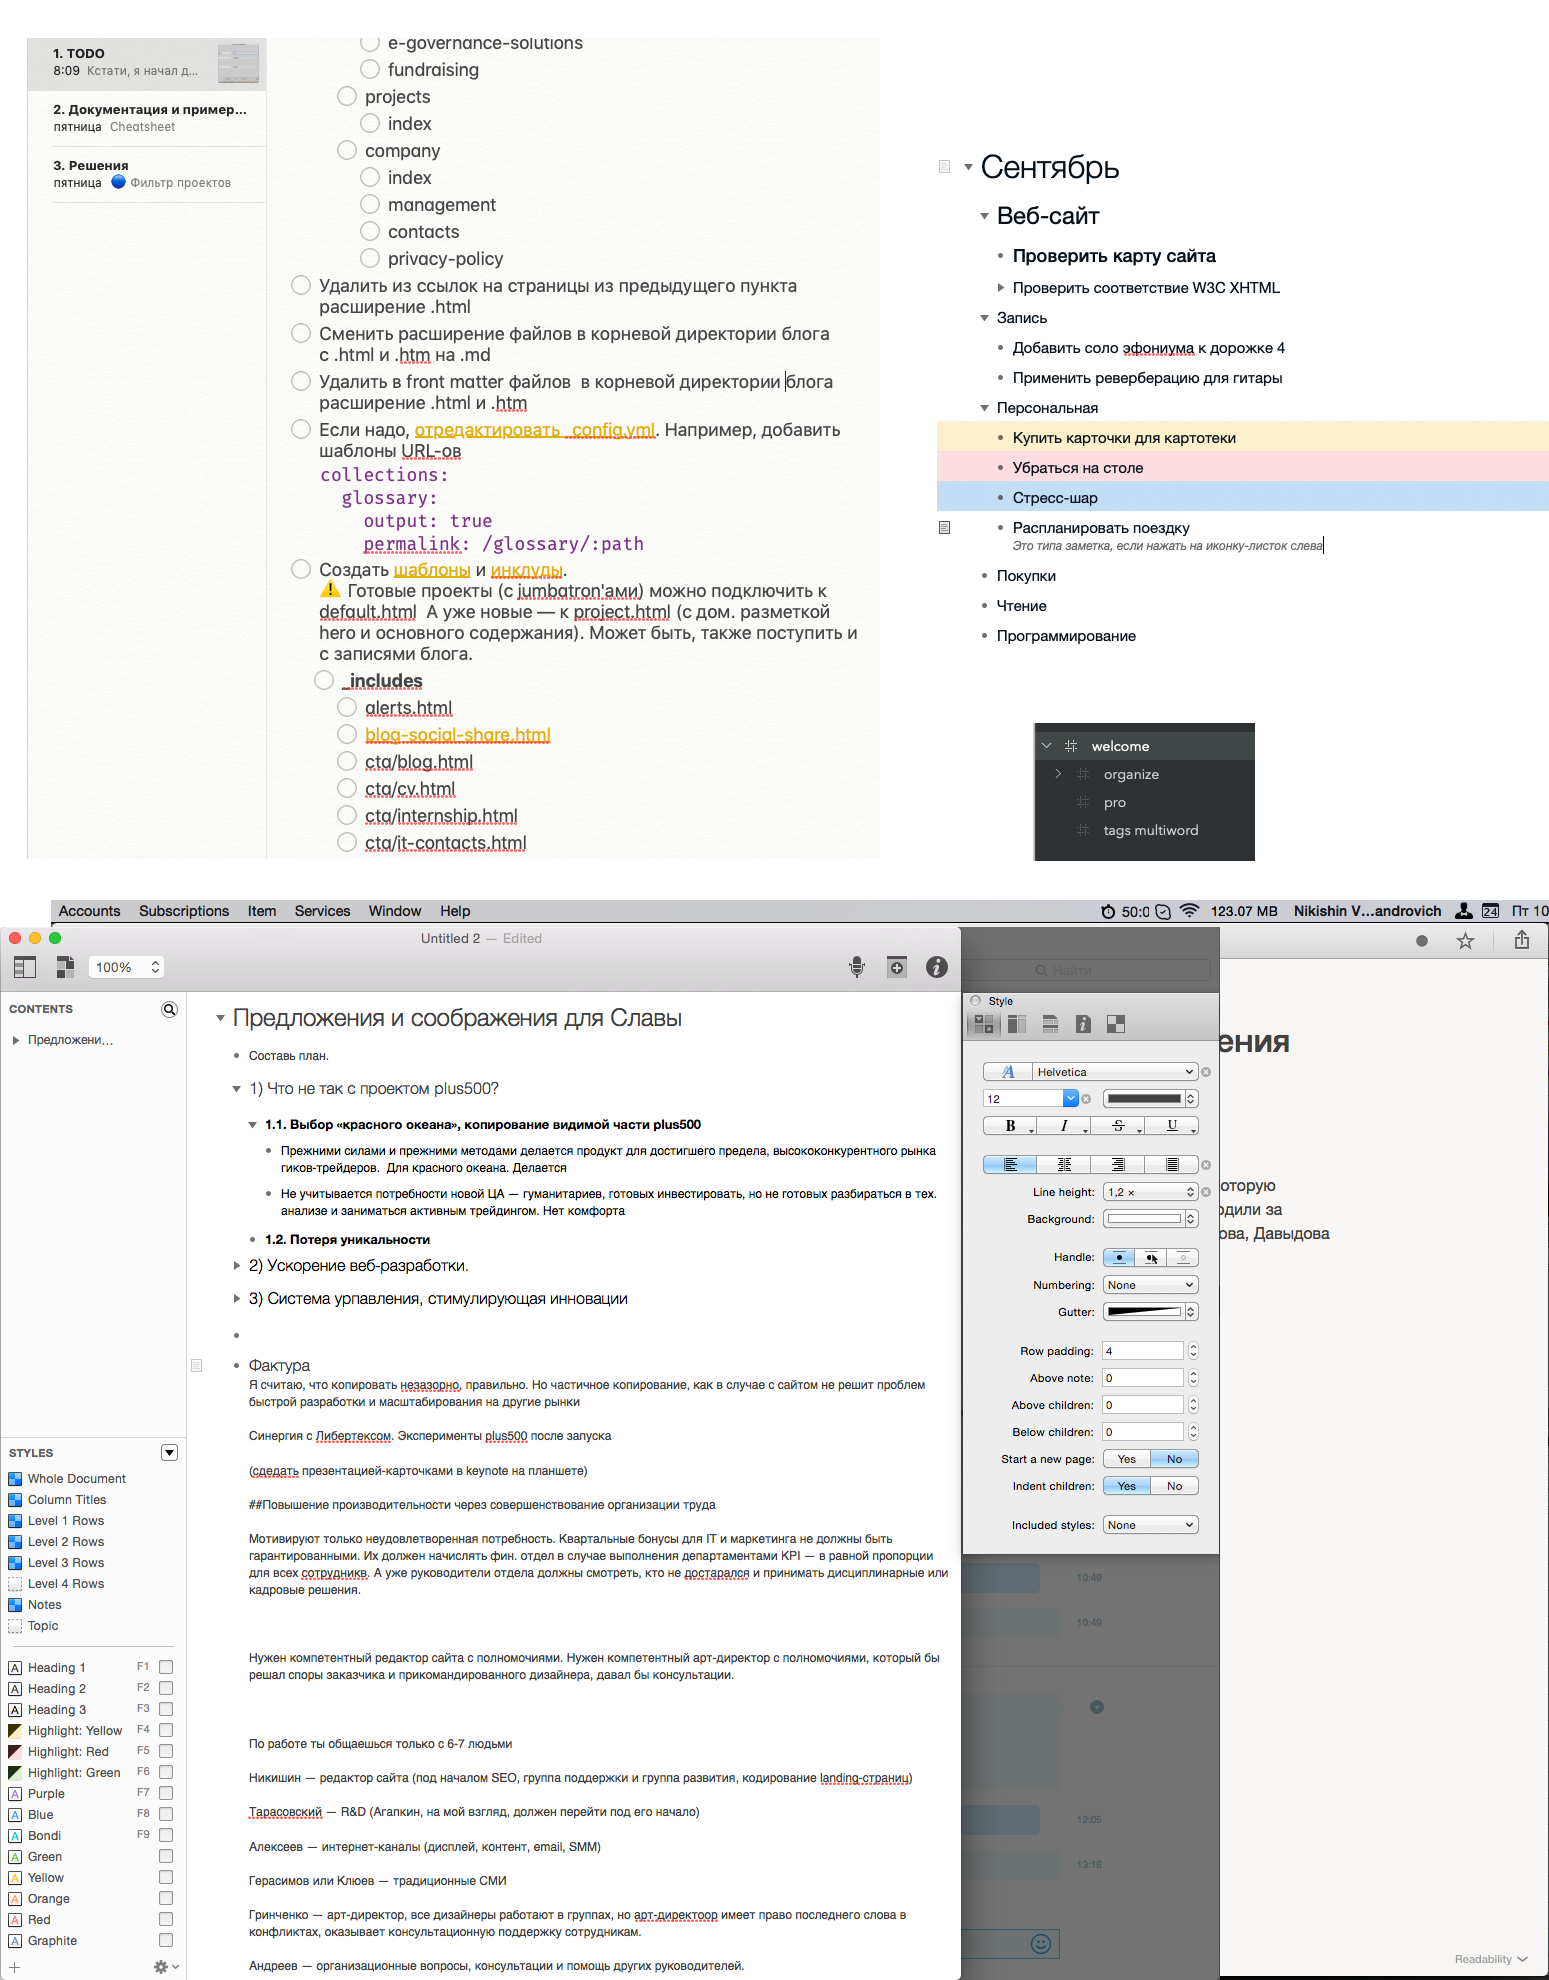 1. TODO
8:09 Кстати, я начал д...
2. Документация и пример...
пятница Cheatsheet
3. Решения
пятница Фильтр проектов
e-governance-solutions
fundraising
projects
index
company
index
management
contacts
privacy-policy
Удалить из ссылок на страницы из предыдущего пункта
расширение .html
Сменить расширение файлов в корневой директории блога
с .html и .htm на .md
Удалить в front matter файлов в корневой директории блога
расширение .html и .htm
Если надо, отредактировать _config.yml. Например, добавить
шаблоны URL-ов
collections:
glossary:
output: true
permalink: /glossary/:path
Создать шаблоны и инклуды.
Готовые проекты (с jumbatron'ами) можно подключить к
default.html А уже новые — к project.html (с дом. разметкой
hero и основного содержания). Может быть, также поступить и
с записями блога.
_includes
alerts.html
blog-social-share.html
cta/blog.html
cta/cv.html
cta/internship.html
cta/it-contacts.html
Сентябрь
Веб-сайт
Проверить карту сайта
Проверить соответствие W3C XHTML
Запись
Добавить соло эфониума к дорожке 4
Применить реверберацию для гитары
Персональная
Купить карточки для картотеки
Убраться на столе
Стресс-шар
Распланировать поездку
Это типа заметка, если нажать на иконку-листок слева
Покупки
Чтение
Программирование
welcome
organize
pro
tags multiword
Accounts Subscriptions Item Services Window Help
50:0 123.07 MB Nikishin V...androvich 24 Пт 10
Untitled 2 — Edited
100%
CONTENTS
Предложени...
STYLES
Whole Document
Column Titles
Level 1 Rows
Level 2 Rows
Level 3 Rows
Level 4 Rows
Notes
Topic
Heading 1 F1
Heading 2 F2
Heading 3 F3
Highlight: Yellow F4
Highlight: Red F5
Highlight: Green F6
Purple F7
Blue F8
Bondi F9
Green
Yellow
Orange
Red
Graphite
Предложения и соображения для Славы
Составь план.
1) Что не так с проектом plus500?
1.1. Выбор «красного океана», копирование видимой части plus500
Прежними силами и прежними методами делается продукт для достигшего предела, высококонкурентного рынка
гиков-трейдеров. Для красного океана. Делается
Не учитывается потребности новой ЦА — гуманитариев, готовых инвестировать, но не готовых разбираться в тех.
анализе и заниматься активным трейдингом. Нет комфорта
1.2. Потеря уникальности
2) Ускорение веб-разработки.
3) Система урпавления, стимулирующая инновации
Фактура
Я считаю, что копировать незазорно, правильно. Но частичное копирование, как в случае с сайтом не решит проблем
быстрой разработки и масштабирования на другие рынки
Синергия с Либертексом. Эксперименты plus500 после запуска
(сдедать презентацией-карточками в keynote на планшете)
##Повышение производительности через совершенствование организации труда
Мотивируют только неудовлетворенная потребность. Квартальные бонусы для IT и маркетинга не должны быть
гарантированными. Их должен начислять фин. отдел в случае выполнения департаментами KPI — в равной пропорции
для всех сотрудникв. А уже руководители отдела должны смотреть, кто не достарался и принимать дисциплинарные или
кадровые решения.
Нужен компетентный редактор сайта с полномочиями. Нужен компетентный арт-директор с полномочиями, который бы
решал споры заказчика и прикомандированного дизайнера, давал бы консультации.
По работе ты общаешься только с 6-7 людьми
Никишин — редактор сайта (под началом SEO, группа поддержки и группа развития, кодирование landing-страниц)
Тарасовский — R&D (Агапкин, на мой взгляд, должен перейти под его начало)
Алексеев — интернет-каналы (дисплей, контент, email, SMM)
Герасимов или Клюев — традиционные СМИ
Гринченко — арт-директор, все дизайнеры работают в группах, но арт-директоор имеет право последнего слова в
конфликтах, оказывает консультационную поддержку сотрудникам.
Андреев — организационные вопросы, консультации и помощь других руководителей.
Найти
Style
Helvetica
12
B I S U
Line height: 1,2 ×
Background:
Handle:
Numbering: None
Gutter:
Row padding: 4
Above note: 0
Above children: 0
Below children: 0
Start a new page: Yes No
Indent children: Yes No
Included styles: None
10:49
10:49
12:05
13:16
ения
оторую
одили за
ова, Давыдова
Readability